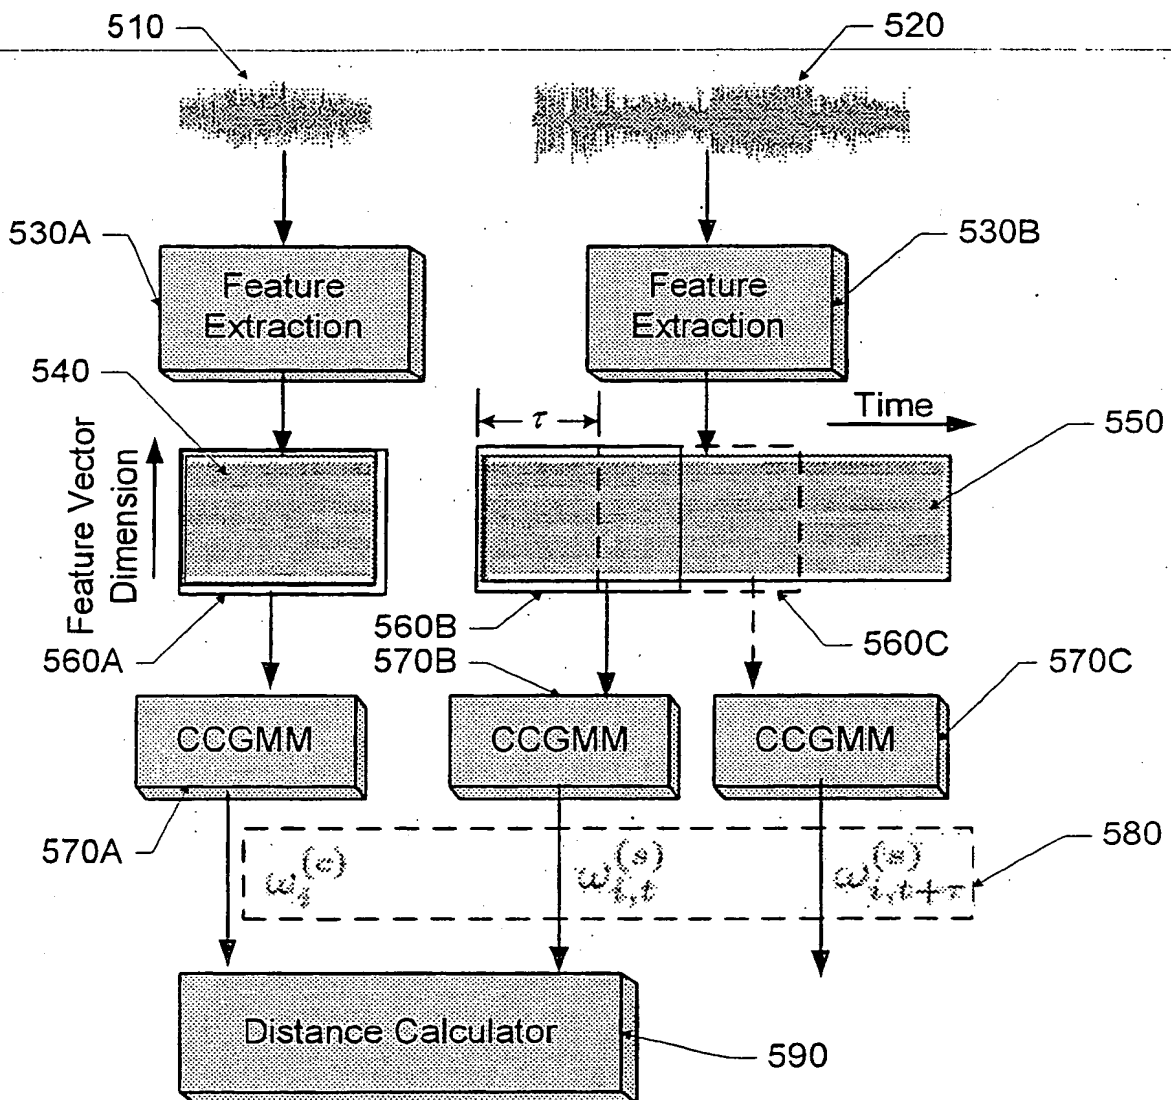 510
520
530A
530B
Feature
Extraction
Feature
Extraction
540
τ
Time
550
Feature Vector
Dimension
560A
560B
560C
570B
570C
CCGMM
CCGMM
CCGMM
570A
580
ω_i^(c)
ω_{i,t}^(s)
ω_{i,t+τ}^(s)
Distance Calculator
590